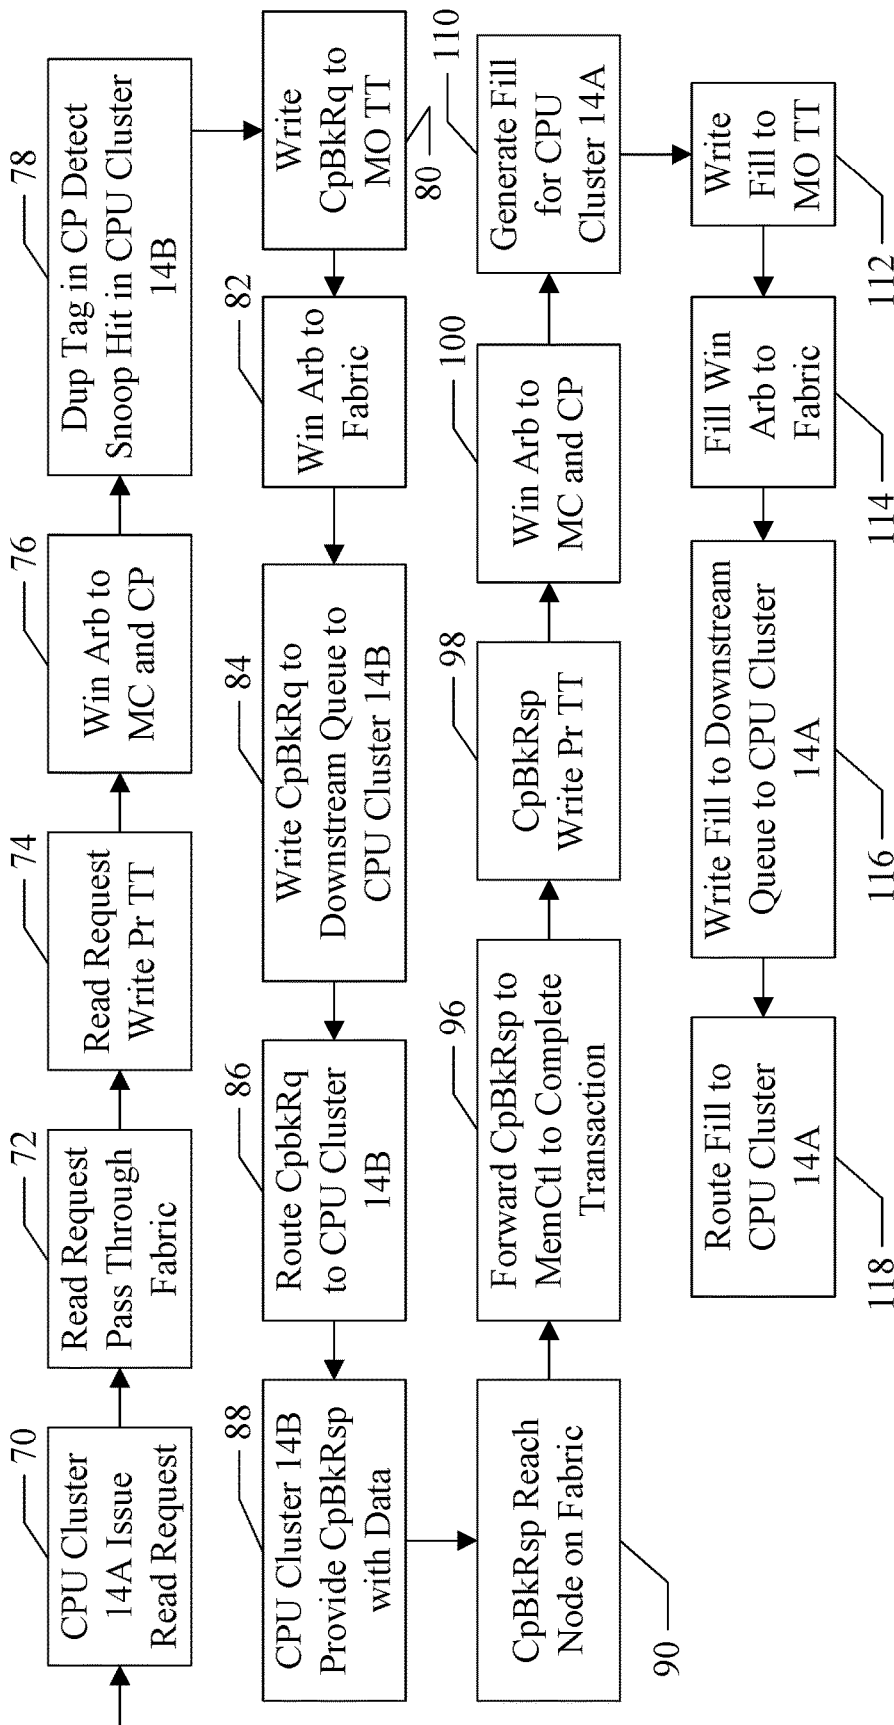 70
CPU Cluster
14A Issue
Read Request
72
Read Request
Pass Through
Fabric
74
Read Request
Write Pr TT
76
Win Arb to
MC and CP
78
Dup Tag in CP Detect
Snoop Hit in CPU Cluster
14B
Write
CpBkRq to
MO TT
80
82
Win Arb to
Fabric
84
Write CpBkRq to
Downstream Queue to
CPU Cluster 14B
86
Route CpbkRq
to CPU Cluster
14B
88
CPU Cluster 14B
Provide CpBkRsp
with Data
CpBkRsp Reach
Node on Fabric
90
96
Forward CpBkRsp to
MemCtl to Complete
Transaction
98
CpBkRsp
Write Pr TT
100
Win Arb to
MC and CP
110
Generate Fill
for CPU
Cluster 14A
Write
Fill to
MO TT
112
Fill Win
Arb to
Fabric
114
Write Fill to Downstream
Queue to CPU Cluster
14A
116
Route Fill to
CPU Cluster
14A
118